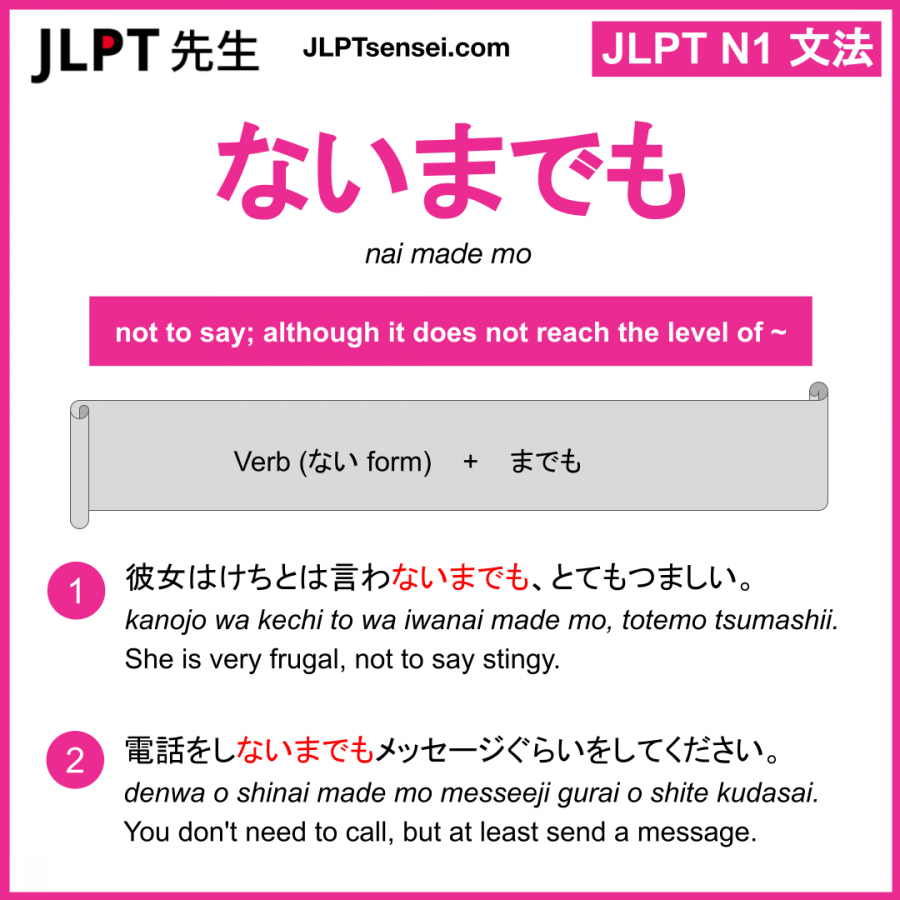 JLPT 先生
JLPTsensei.com
JLPT N1 文法
ないまでも
nai made mo
not to say; although it does not reach the level of ~
Verb (ない form) + までも
1
彼女はけちとは言わないまでも、とてもつましい。
kanojo wa kechi to wa iwanai made mo, totemo tsumashii.
She is very frugal, not to say stingy.
2
電話をしないまでもメッセージぐらいをしてください。
denwa o shinai made mo messeeji gurai o shite kudasai.
You don't need to call, but at least send a message.